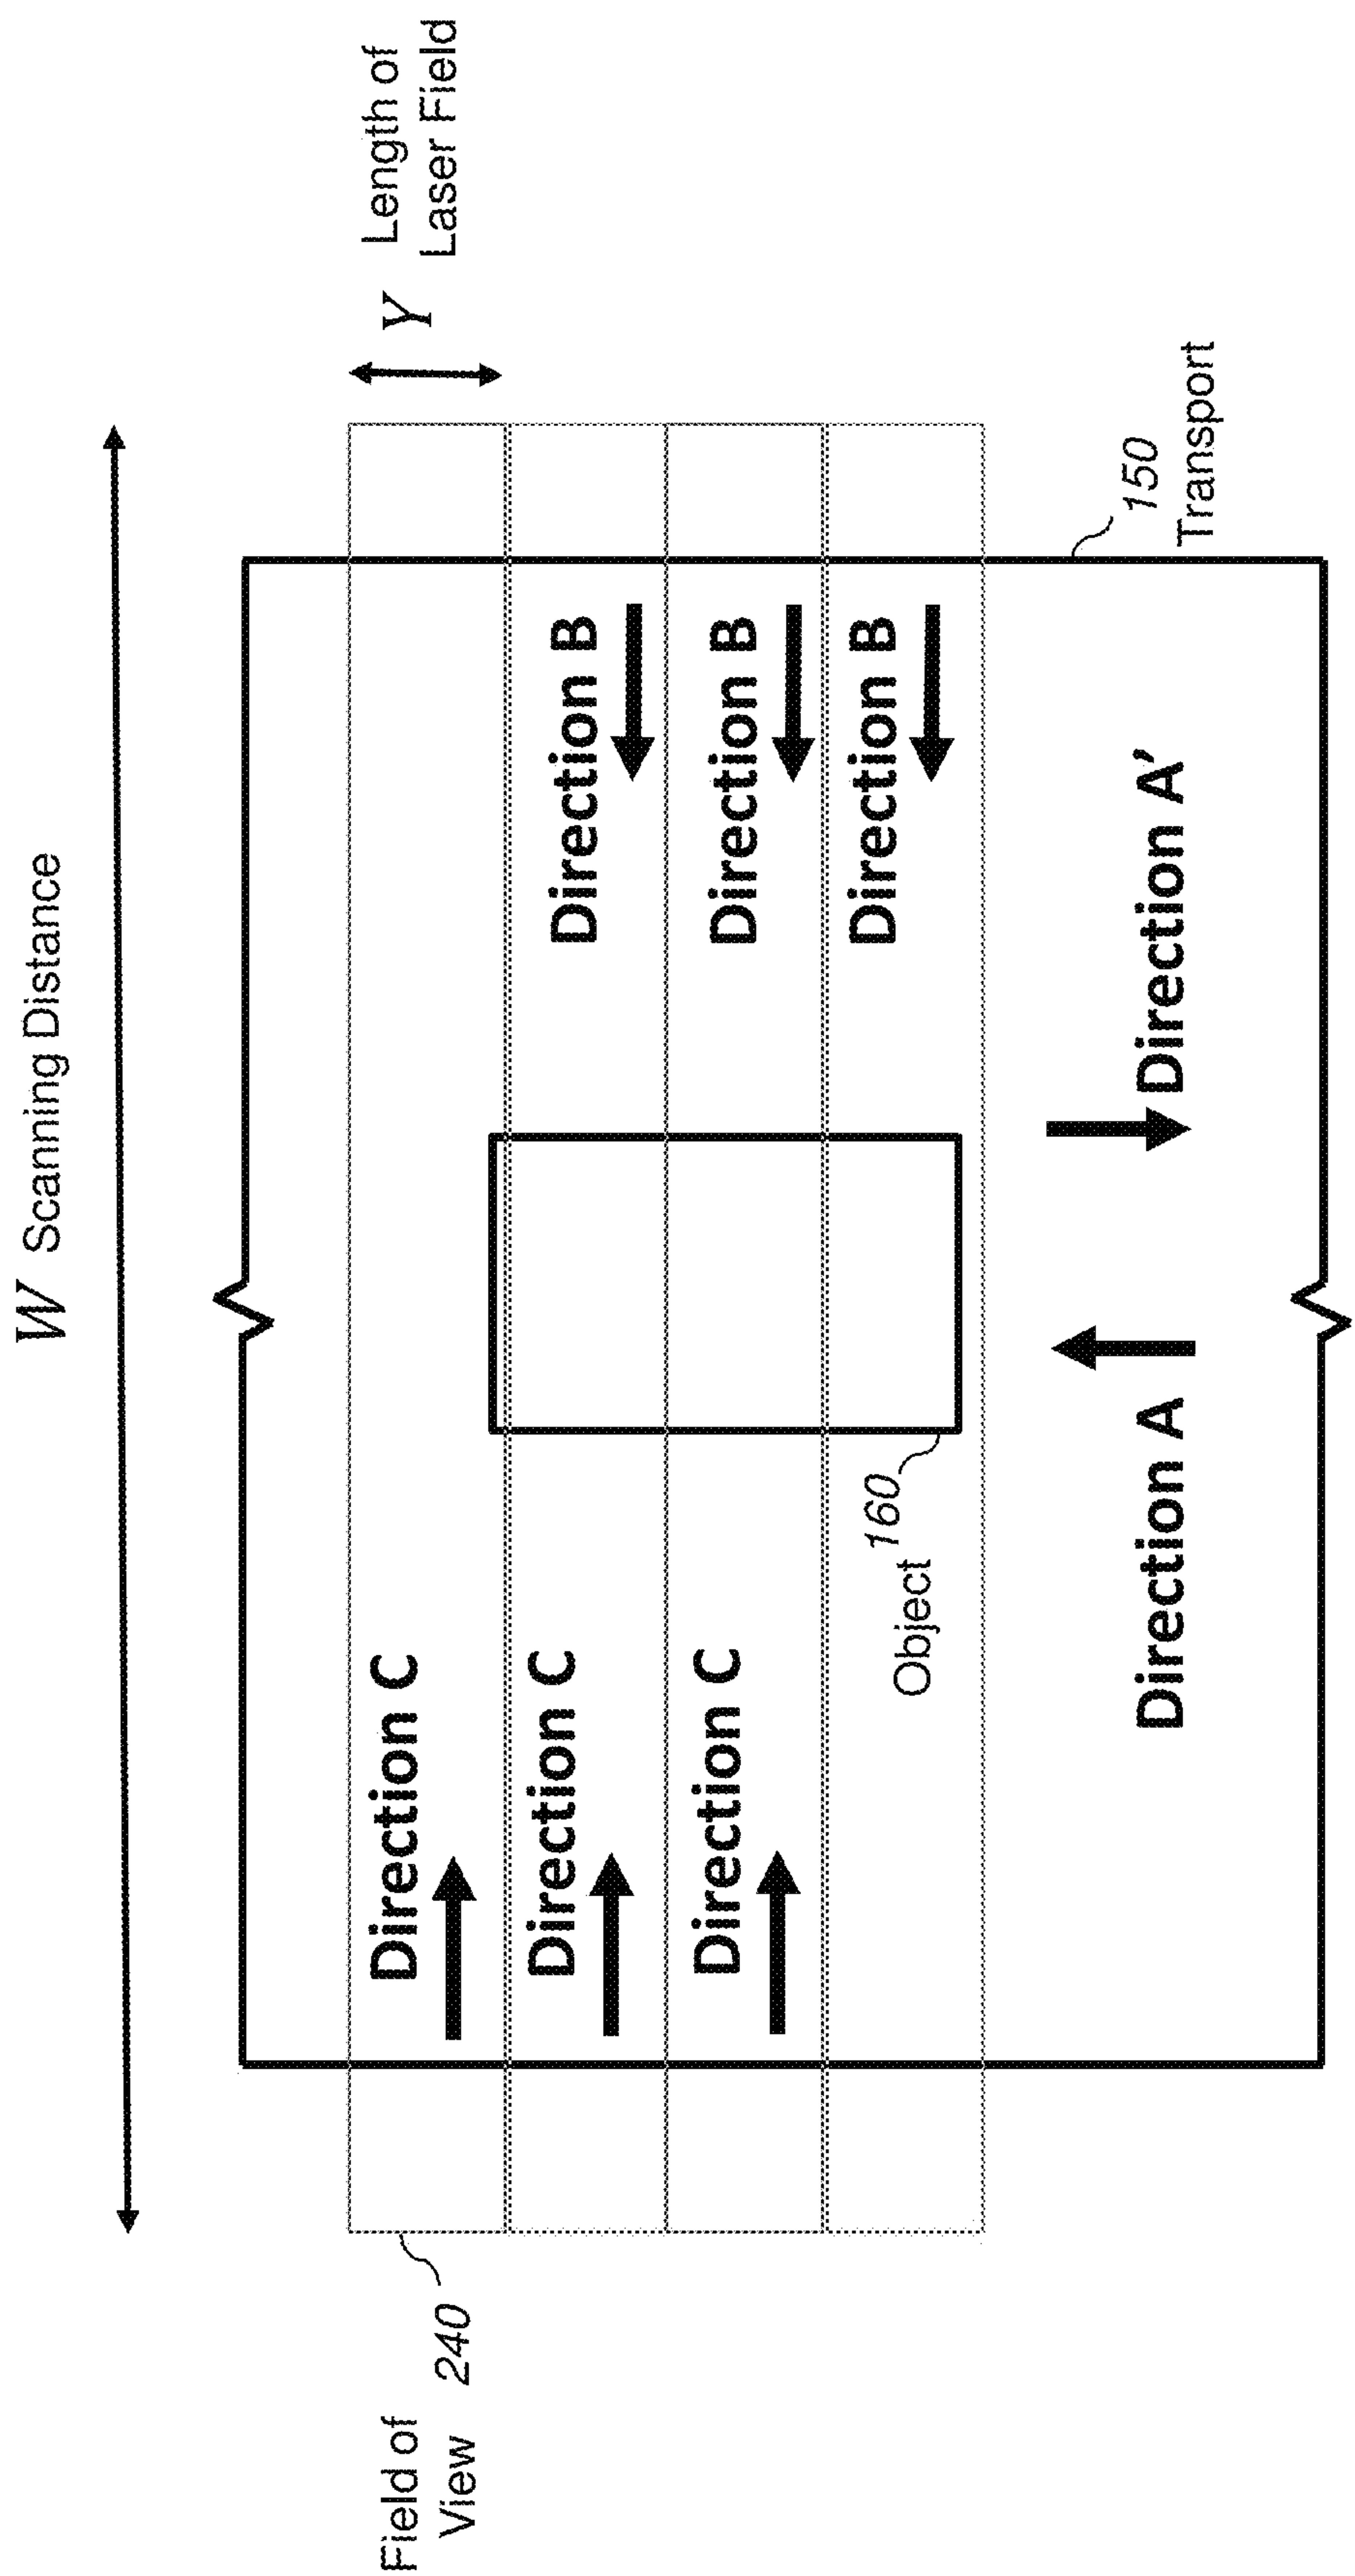 W Scanning Distance
Y Length of
Laser Field
Field of
View 240
Direction C
Direction C
Direction C
Direction B
Direction B
Direction B
160
Object
Direction A
Direction A′
150
Transport